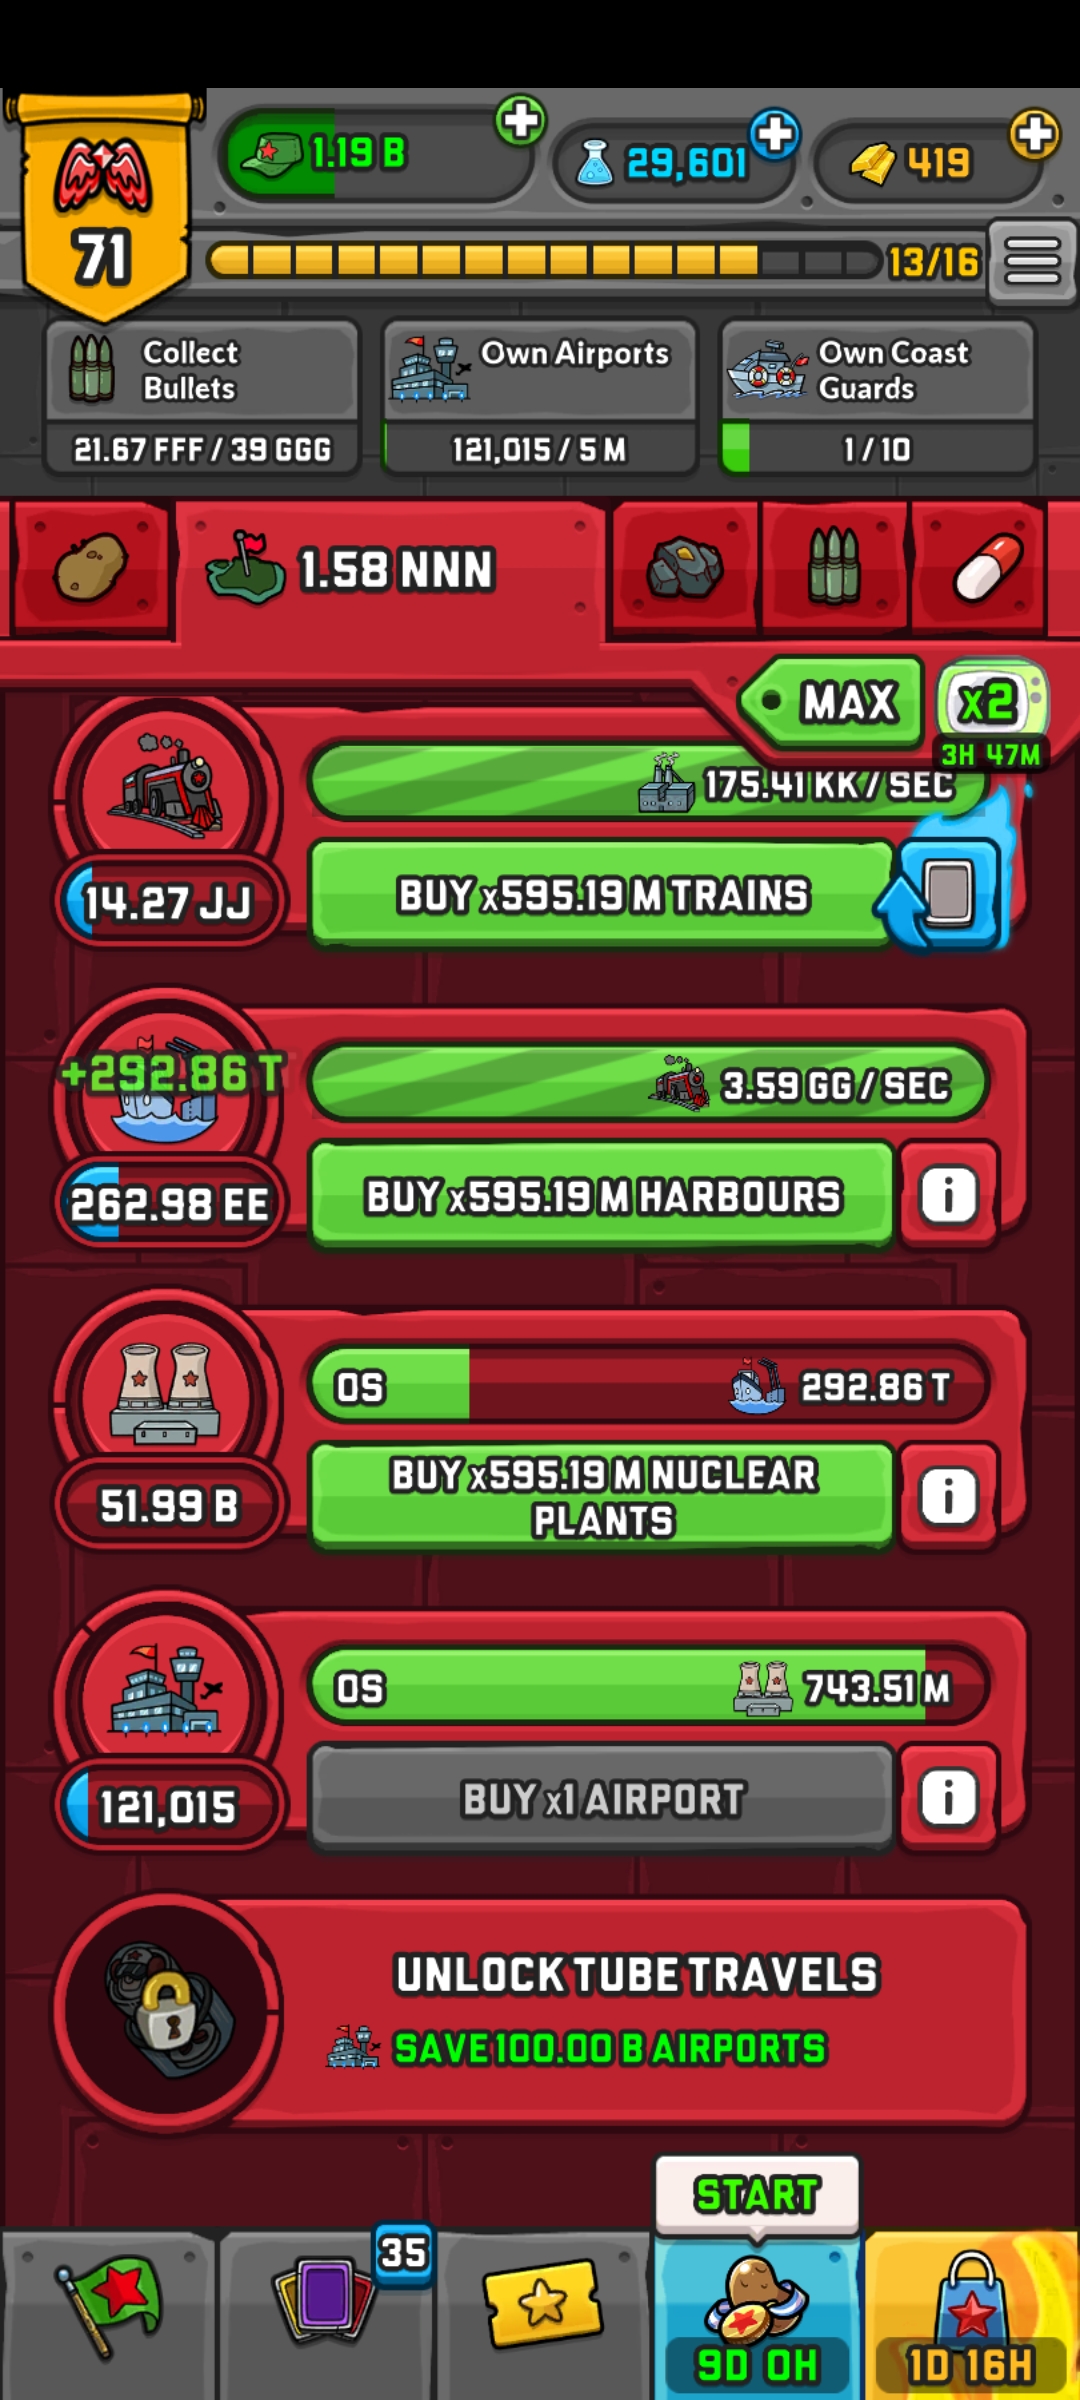 71
1.19 B
29,601
419
13/16
Collect
Bullets
21.67 FFF / 39 GGG
Own Airports
121,015 / 5 M
Own Coast
Guards
1 / 10
1.58 NNN
MAX
x2
3H 47M
175.41 KK / SEC
14.27 JJ
BUY x595.19 M TRAINS
+292.86 T
3.59 GG / SEC
262.98 EE
BUY x595.19 M HARBOURS
i
0S
292.86 T
51.99 B
BUY x595.19 M NUCLEAR
PLANTS
i
0S
743.51 M
121,015
BUY x1 AIRPORT
i
UNLOCK TUBE TRAVELS
SAVE 100.00 B AIRPORTS
START
35
9D 0H
1D 16H